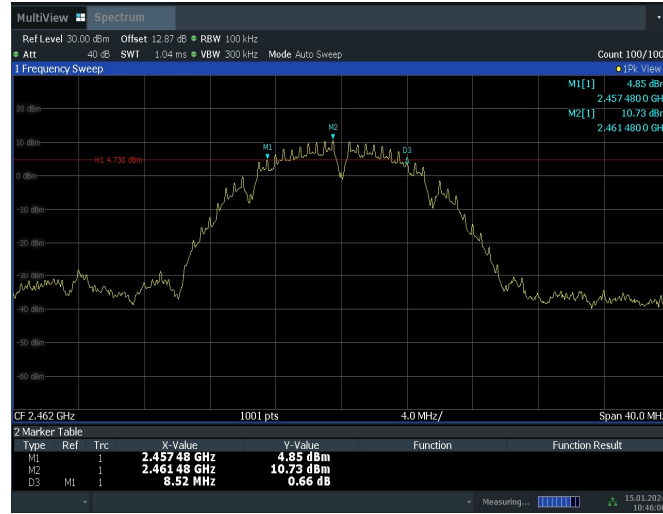 MultiView Spectrum
Ref Level 30.00 dBm Offset 12.87 dB RBW 100 kHz
Att 40 dB SWT 1.04 ms VBW 300 kHz Mode Auto Sweep Count 100/100
1 Frequency Sweep 1Pk View
M1[1] 4.85 dBm
2.457 480 0 GH
M2[1] 10.73 dBm
2.461 480 0 GH
20 dBm
M2
10 dBm
M1
D3
H1 4.730 dBm
0 dBm
-10 dBm
-20 dBm
-30 dBm
-40 dBm
-50 dBm
-60 dBm
CF 2.462 GHz 1001 pts 4.0 MHz/ Span 40.0 MHz
2 Marker Table
Type Ref Trc X-Value Y-Value Function Function Result
M1 1 2.457 48 GHz 4.85 dBm
M2 1 2.461 48 GHz 10.73 dBm
D3 M1 1 8.52 MHz 0.66 dB
Measuring... 15.01.2024
10:46:0